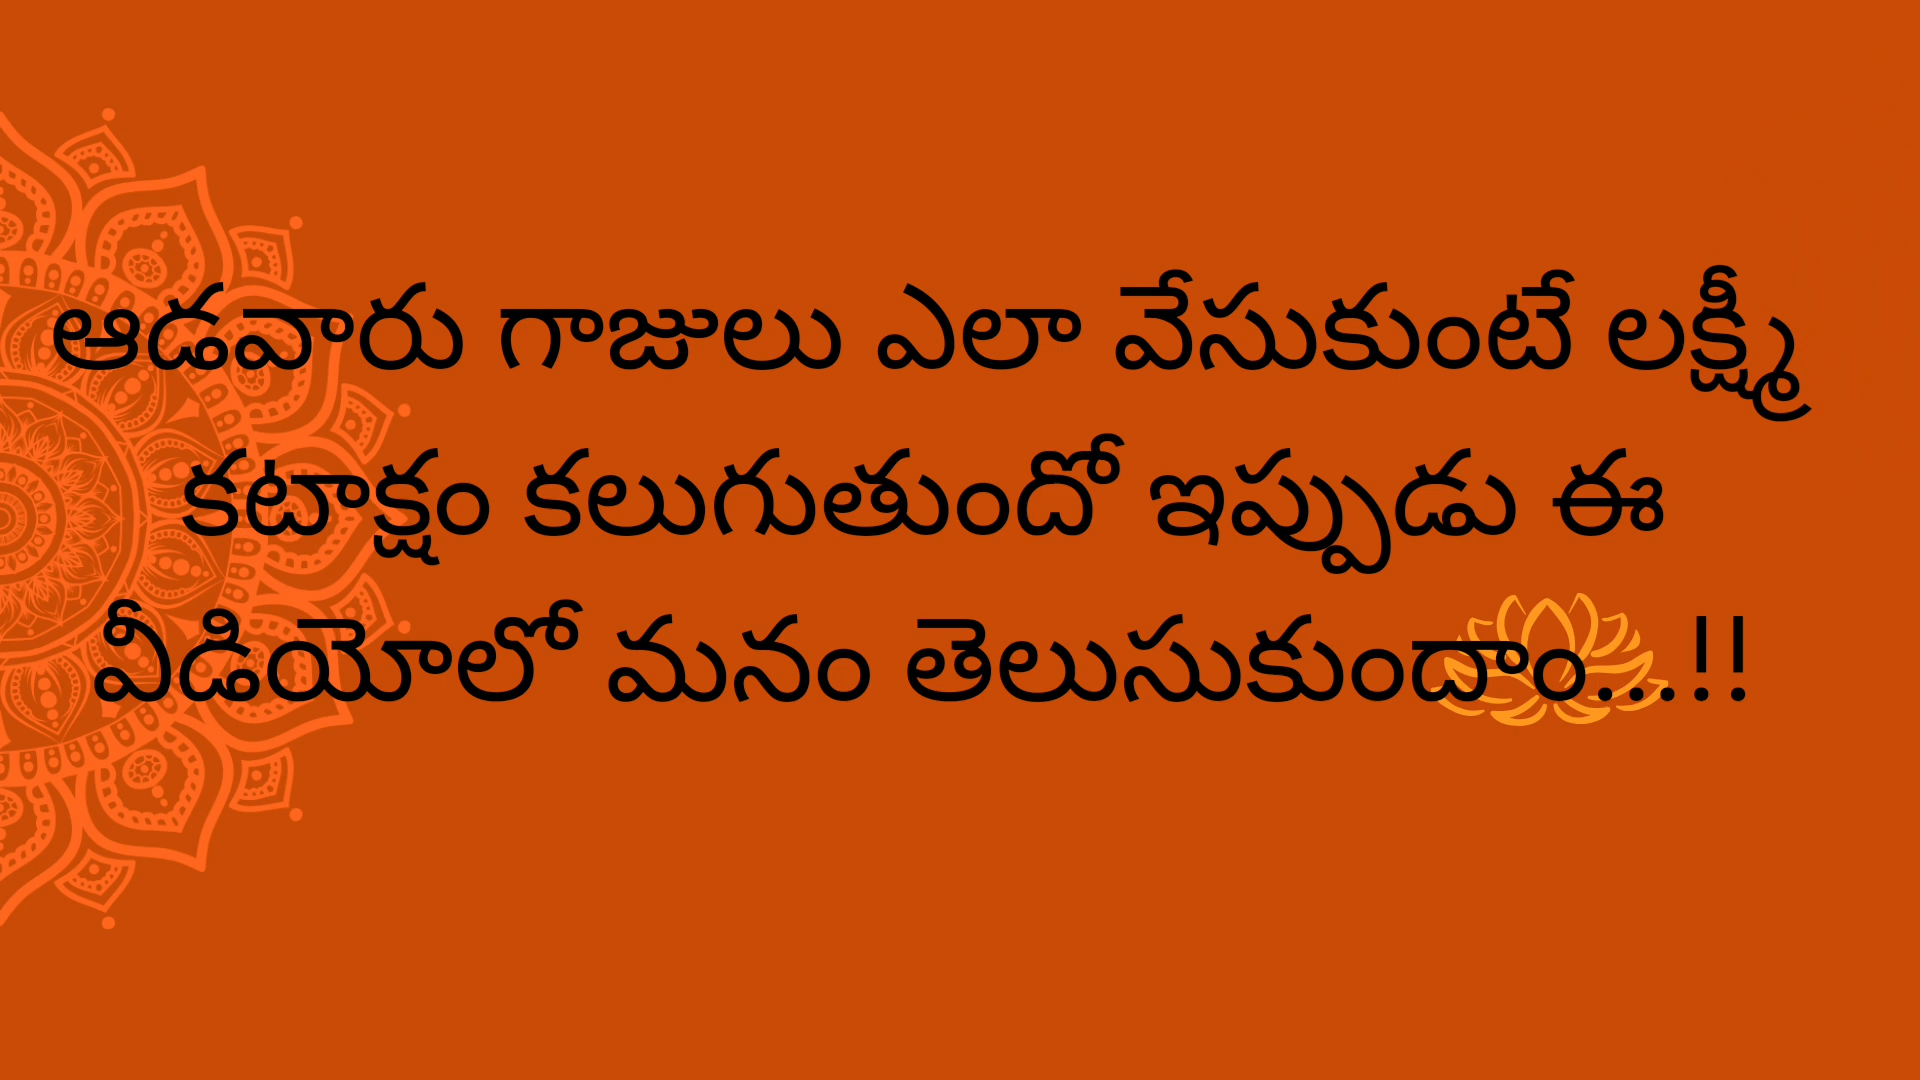 ఆడవారు గాజులు ఎలా వేసుకుంటే లక్ష్మీ
కటాక్షం కలుగుతుందో ఇప్పుడు ఈ
వీడియోలో మనం తెలుసుకుందాం...!!